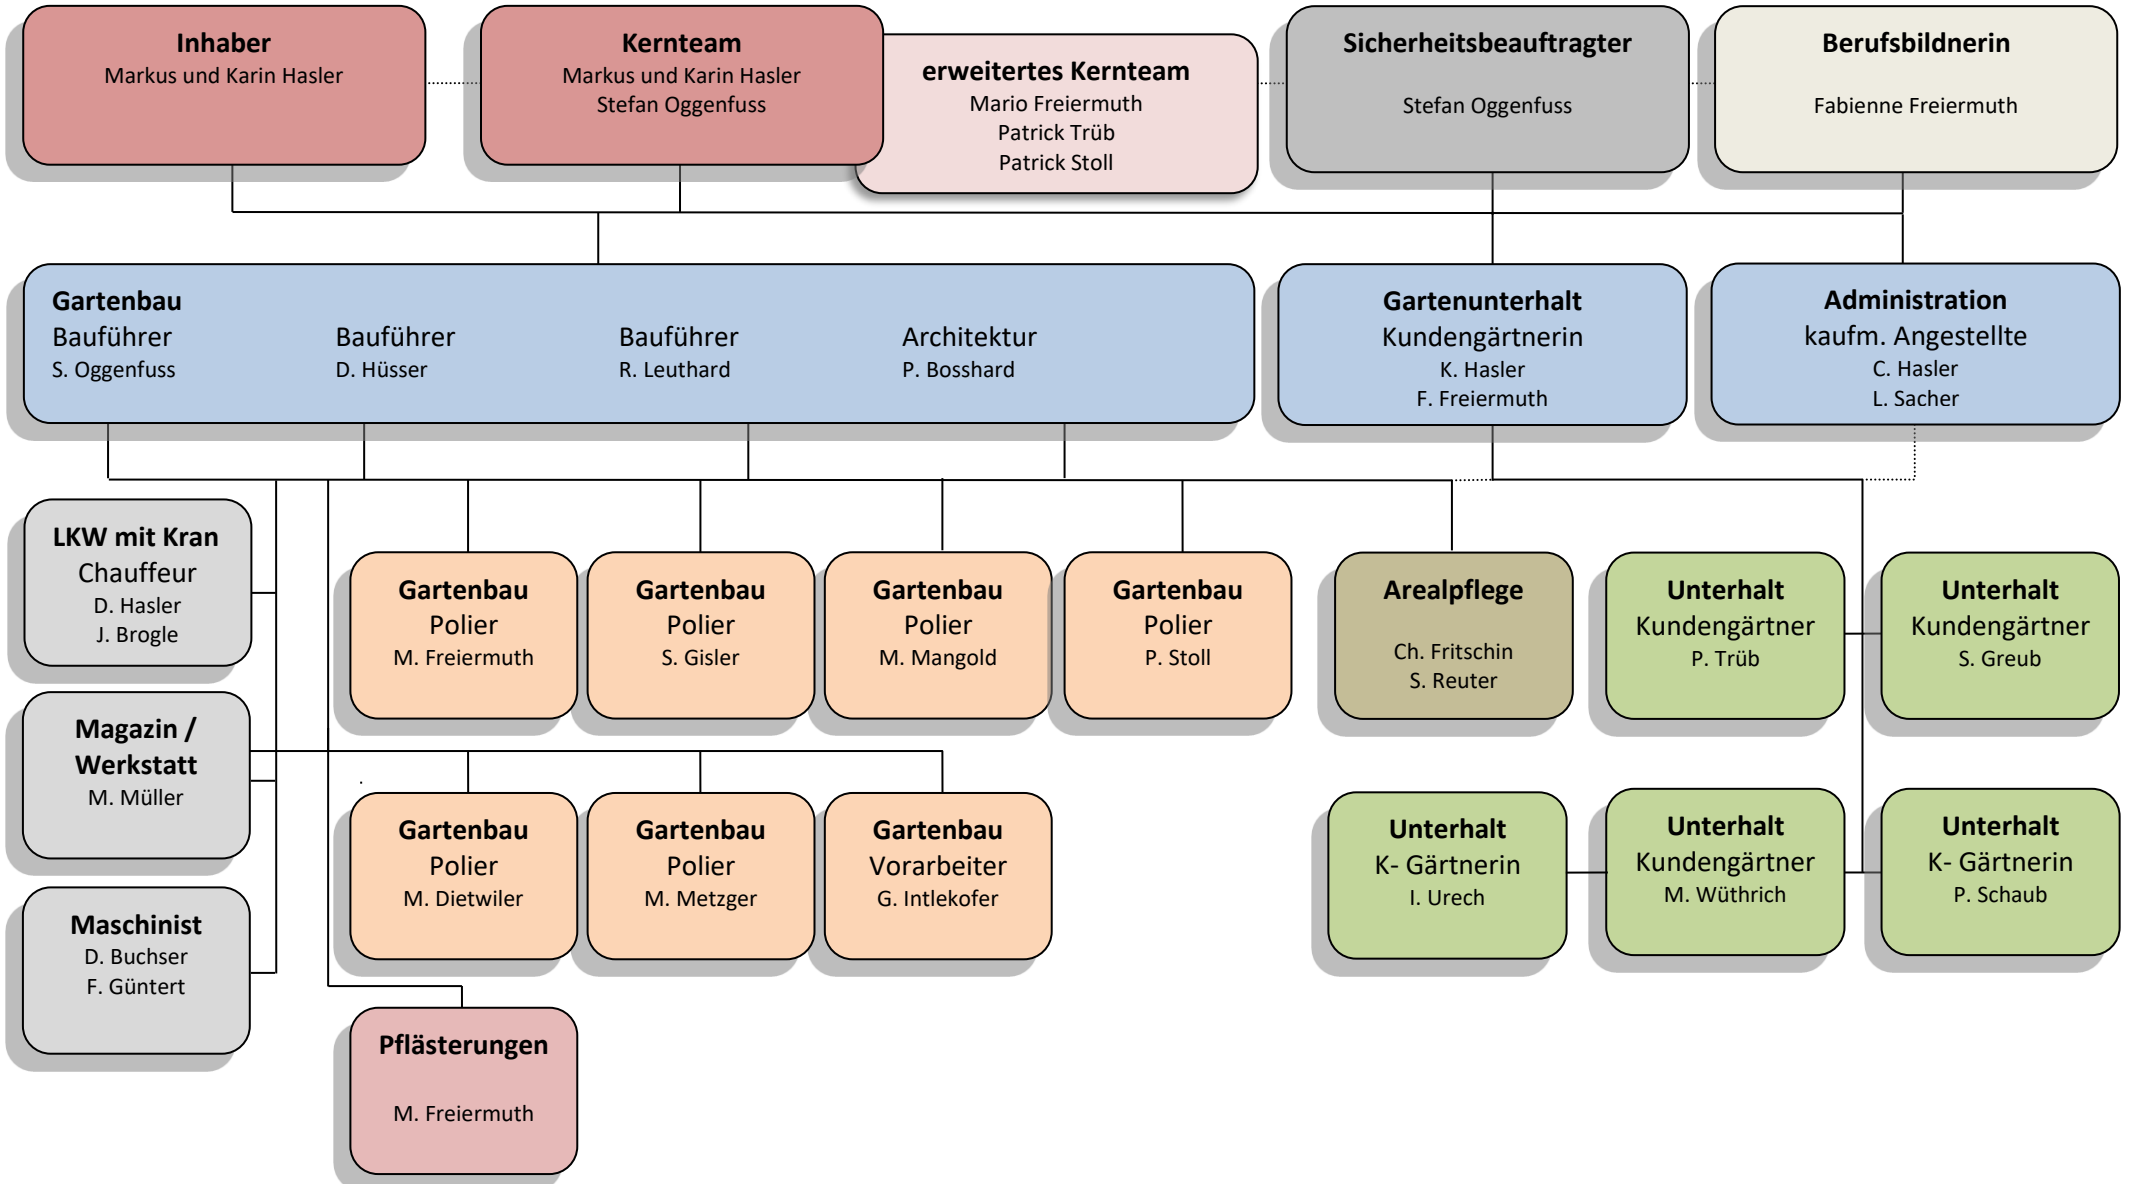 Inhaber
Markus und Karin Hasler
Kernteam
Markus und Karin Hasler
Stefan Oggenfuss
erweitertes Kernteam
Mario Freiermuth
Patrick Trüb
Patrick Stoll
Sicherheitsbeauftragter
Stefan Oggenfuss
Berufsbildnerin
Fabienne Freiermuth
Gartenbau
Bauführer
S. Oggenfuss
Bauführer
D. Hüsser
Bauführer
R. Leuthard
Architektur
P. Bosshard
Gartenunterhalt
Kundengärtnerin
K. Hasler
F. Freiermuth
Administration
kaufm. Angestellte
C. Hasler
L. Sacher
LKW mit Kran
Chauffeur
D. Hasler
J. Brogle
Magazin /
Werkstatt
M. Müller
Maschinist
D. Buchser
F. Güntert
Gartenbau
Polier
M. Freiermuth
Gartenbau
Polier
S. Gisler
Gartenbau
Polier
M. Mangold
Gartenbau
Polier
P. Stoll
Arealpflege
Ch. Fritschin
S. Reuter
Unterhalt
Kundengärtner
P. Trüb
Unterhalt
Kundengärtner
S. Greub
.
Gartenbau
Polier
M. Dietwiler
Gartenbau
Polier
M. Metzger
Gartenbau
Vorarbeiter
G. Intlekofer
Unterhalt
K- Gärtnerin
I. Urech
Unterhalt
Kundengärtner
M. Wüthrich
Unterhalt
K- Gärtnerin
P. Schaub
Pflästerungen
M. Freiermuth